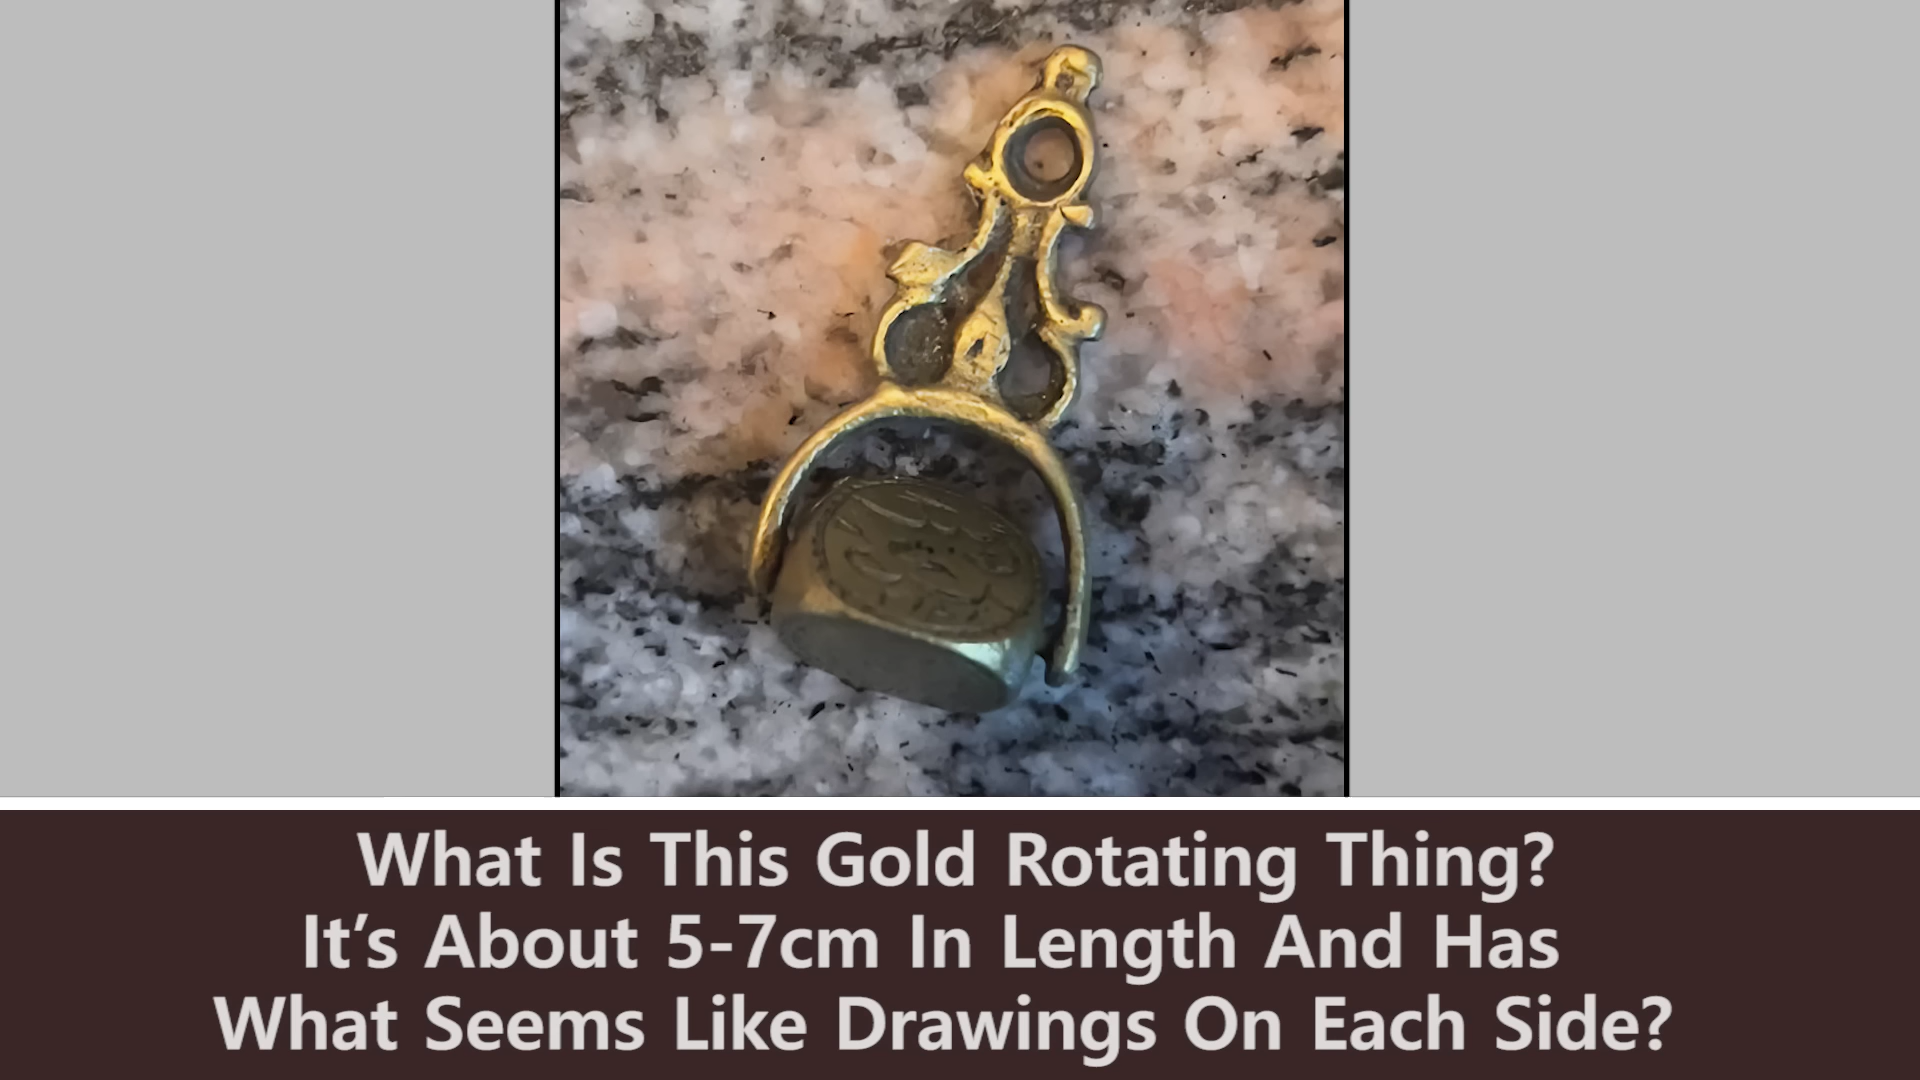 What Is This Gold Rotating Thing?
It’s About 5-7cm In Length And Has
What Seems Like Drawings On Each Side?